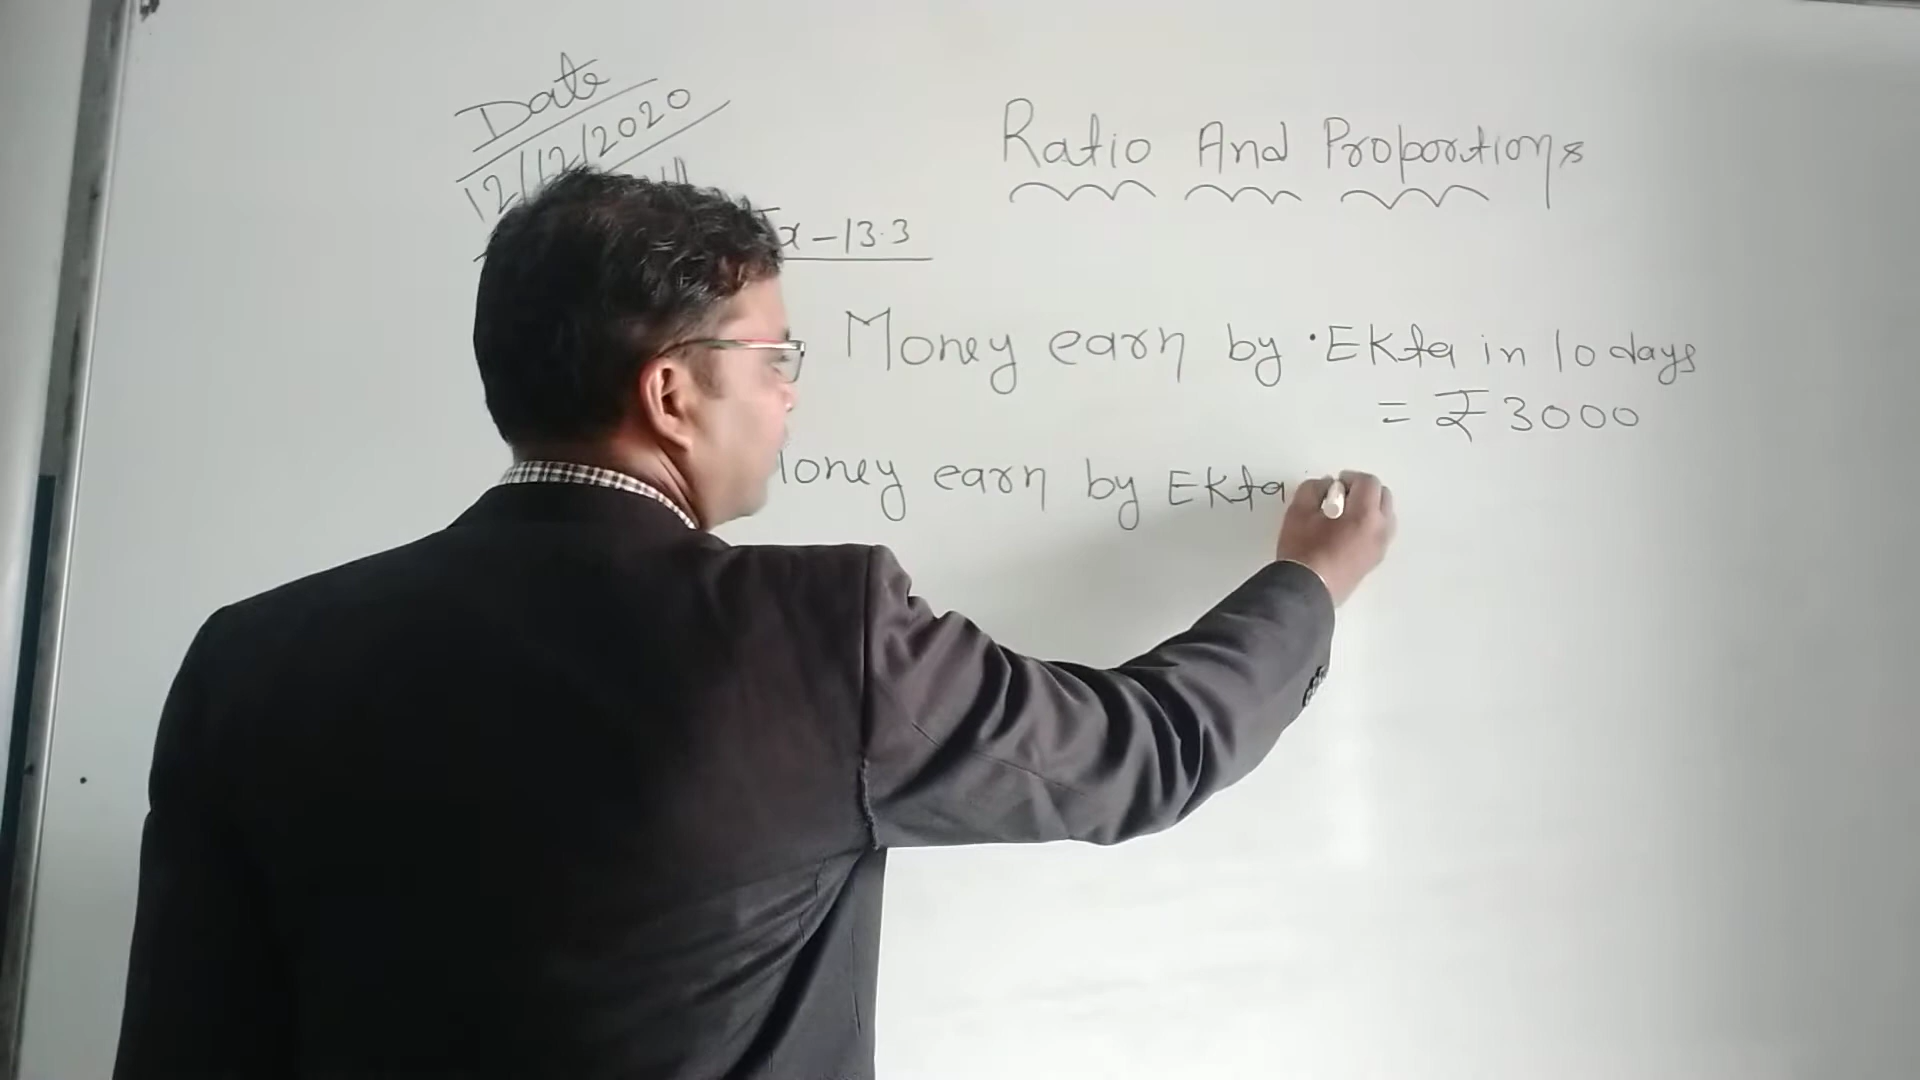 Date
12/12/2020
Ratio And Proportions
x-13.3
Money earn by Ekta in 10 days
= ₹ 3000
Money earn by Ekta